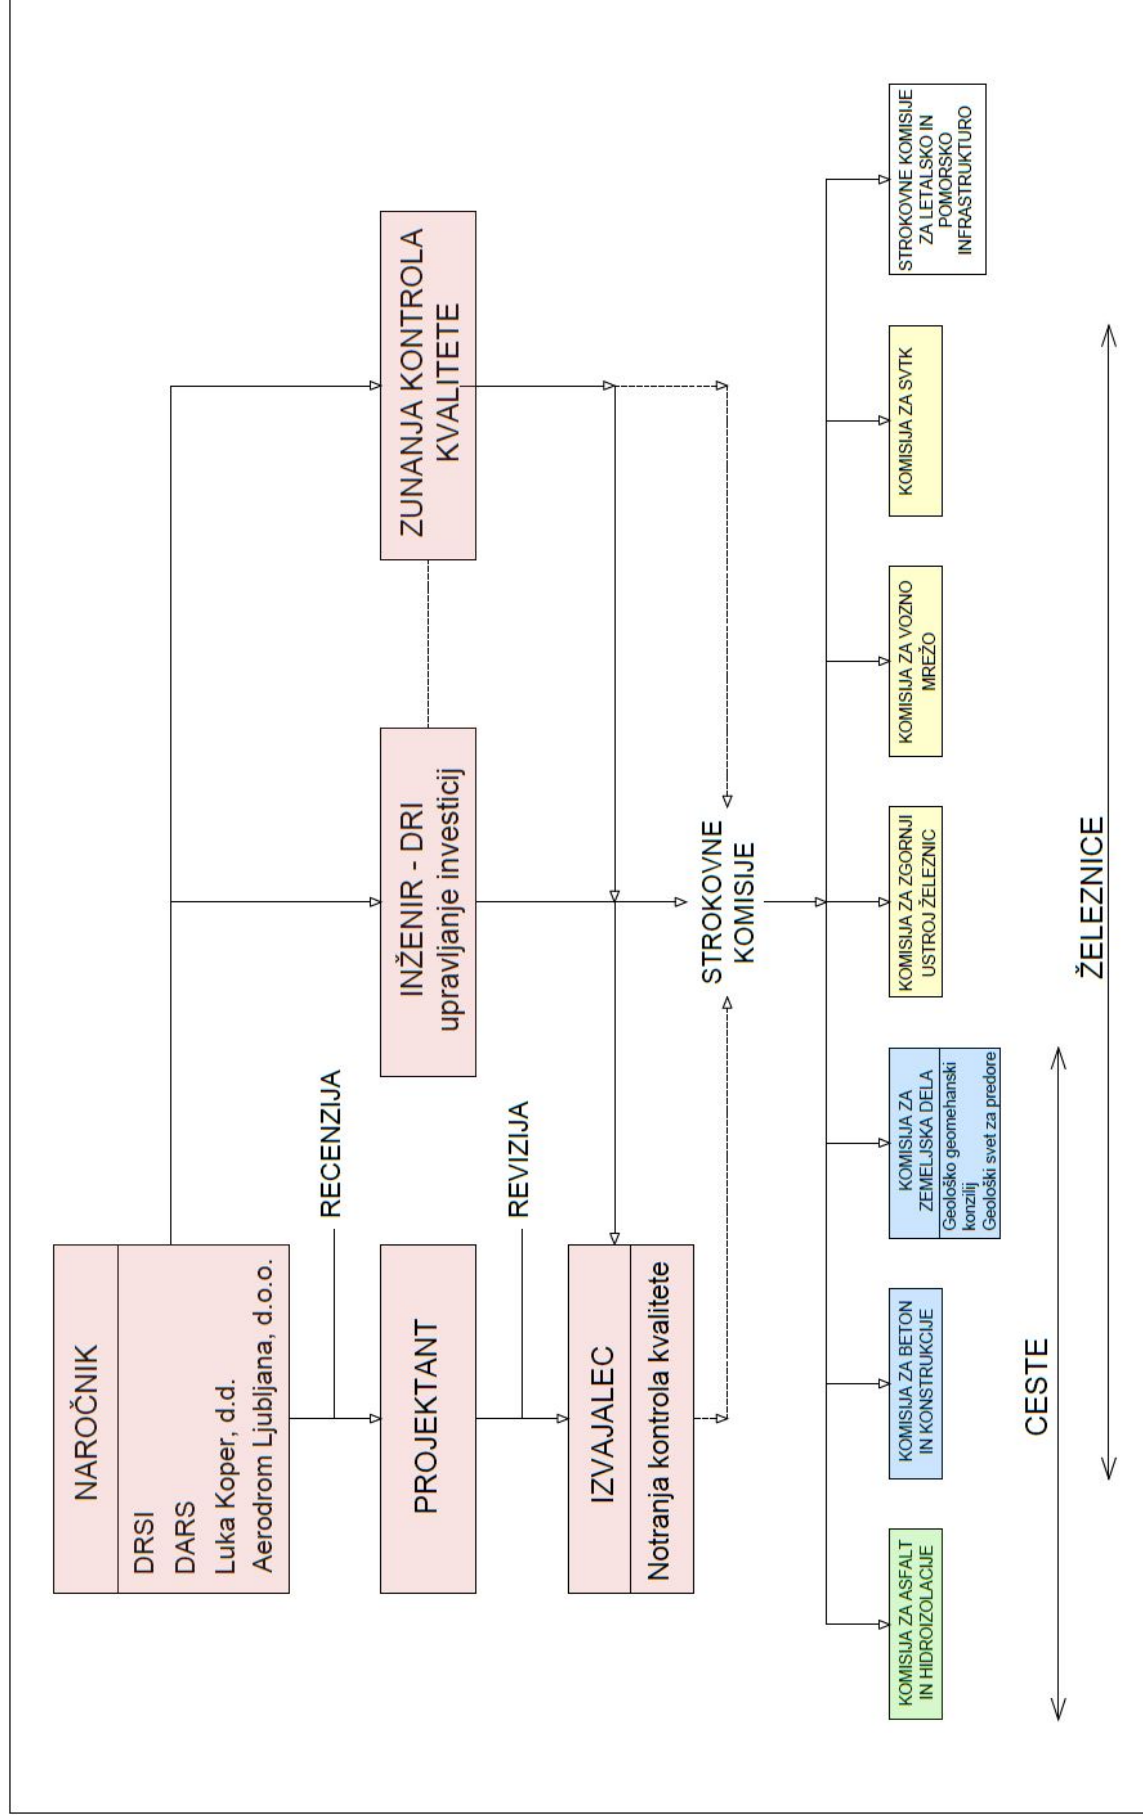 NAROČNIK
DRSI
DARS
Luka Koper, d.d.
Aerodrom Ljubljana, d.o.o.
RECENZIJA
PROJEKTANT
INŽENIR - DRI
upravljanje investicij
ZUNANJA KONTROLA
KVALITETE
REVIZIJA
IZVAJALEC
Notranja kontrola kvalitete
STROKOVNE
KOMISIJE
KOMISIJA ZA ASFALT
IN HIDROIZOLACIJE
KOMISIJA ZA BETON
IN KONSTRUKCIJE
KOMISIJA ZA
ZEMELJSKA DELA
Geološko geomehanski
konzilij
Geološki svet za predore
KOMISIJA ZA ZGORNJI
USTROJ ŽELEZNIC
KOMISIJA ZA VOZNO
MREŽO
KOMISIJA ZA SVTK
STROKOVNE KOMISIJE
ZA LETALSKO IN
POMORSKO
INFRASTRUKTURO
CESTE
ŽELEZNICE